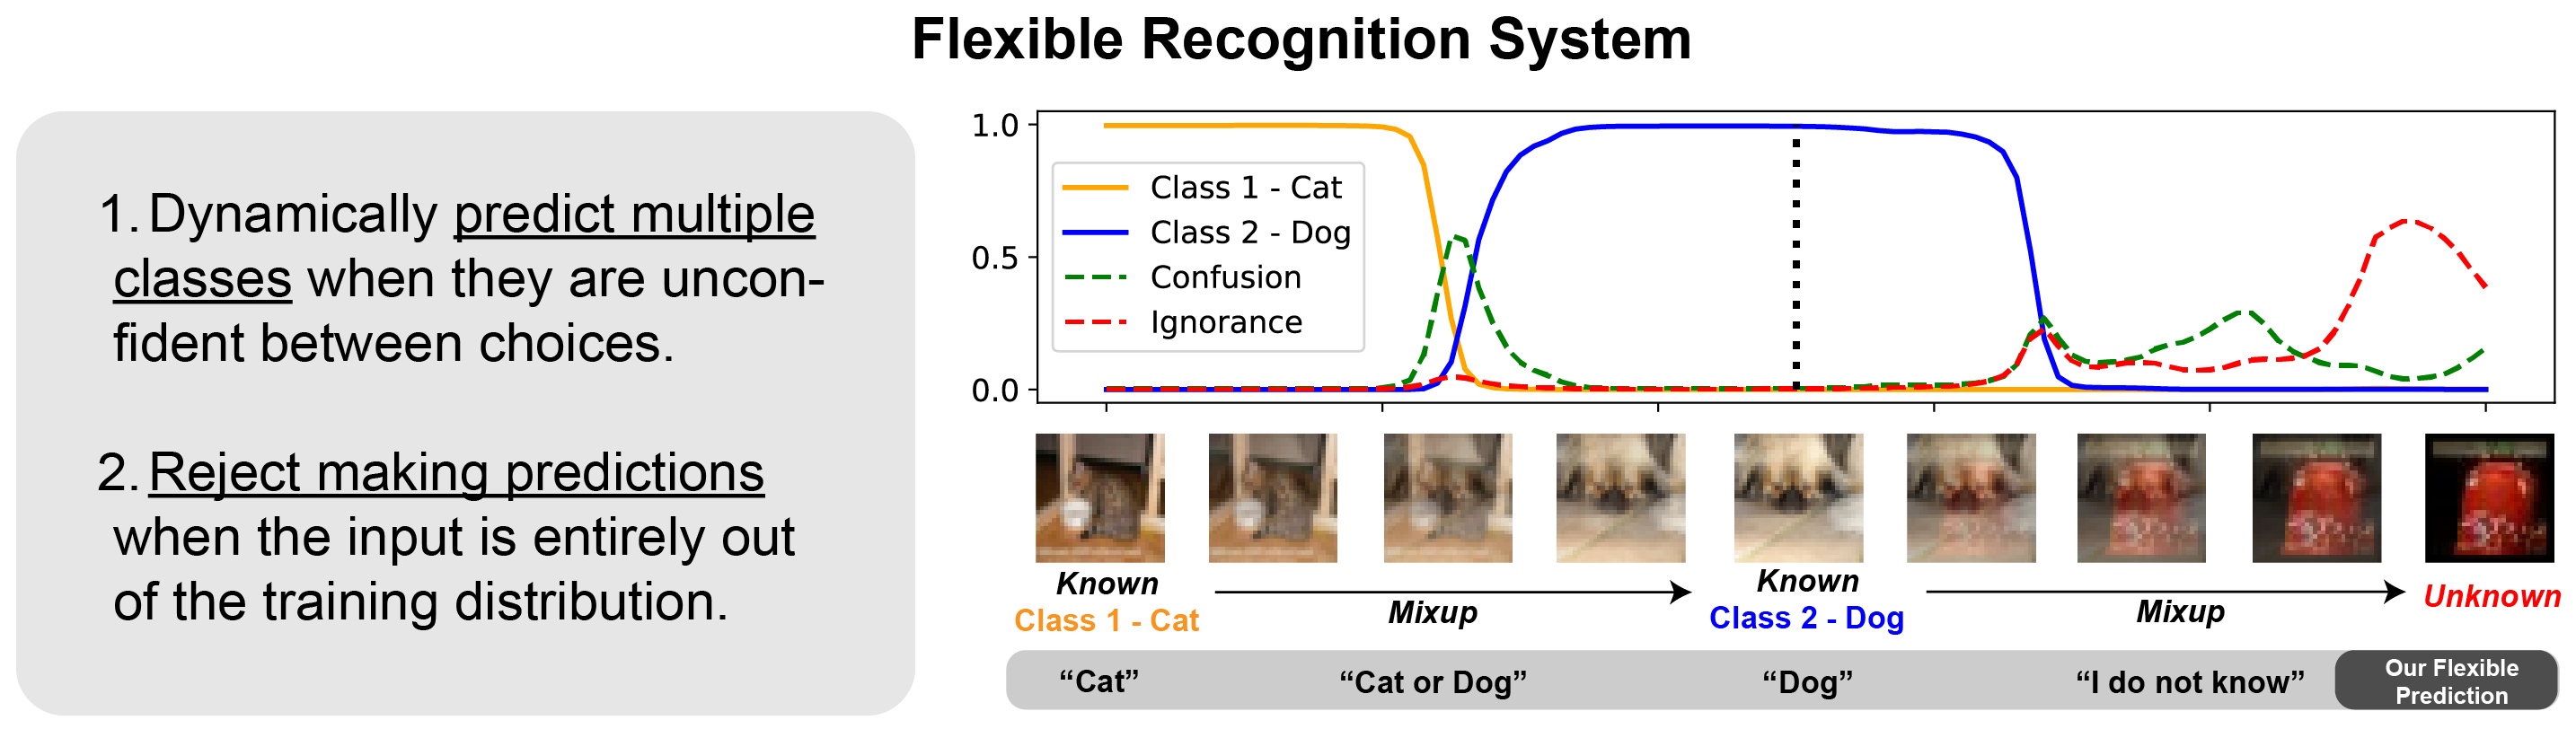 Flexible Recognition System
1. Dynamically predict multiple
classes when they are uncon-
fident between choices.
2. Reject making predictions
when the input is entirely out
of the training distribution.
1.0
0.5
0.0
Class 1 - Cat
Class 2 - Dog
Confusion
Ignorance
Known
Class 1 - Cat
Mixup
Known
Class 2 - Dog
Mixup
Unknown
“Cat”
“Cat or Dog”
“Dog”
“I do not know”
Our Flexible
Prediction